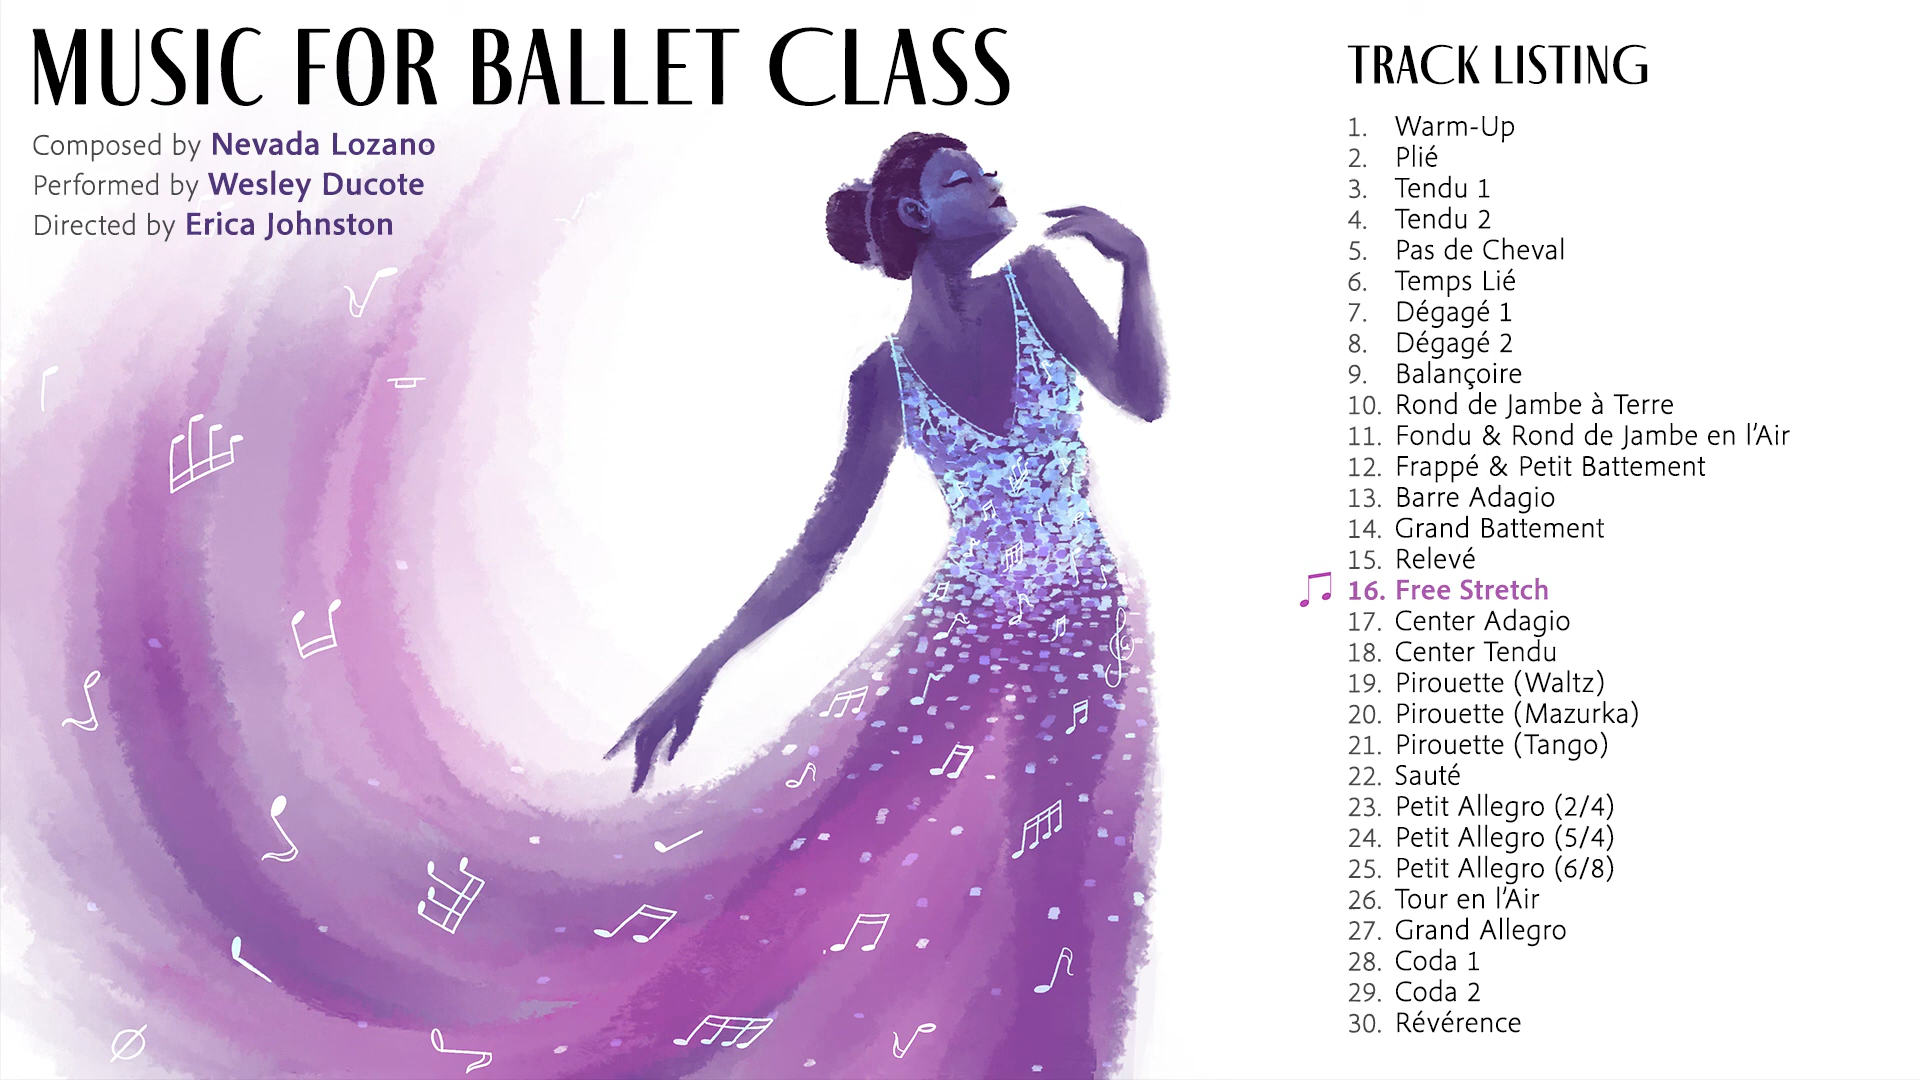 MUSIC FOR BALLET CLASS
Composed by Nevada Lozano
Performed by Wesley Ducote
Directed by Erica Johnston
TRACK LISTING
1. Warm-Up
2. Plié
3. Tendu 1
4. Tendu 2
5. Pas de Cheval
6. Temps Lié
7. Dégagé 1
8. Dégagé 2
9. Balançoire
10. Rond de Jambe à Terre
11. Fondu & Rond de Jambe en l’Air
12. Frappé & Petit Battement
13. Barre Adagio
14. Grand Battement
15. Relevé
16. Free Stretch
17. Center Adagio
18. Center Tendu
19. Pirouette (Waltz)
20. Pirouette (Mazurka)
21. Pirouette (Tango)
22. Sauté
23. Petit Allegro (2/4)
24. Petit Allegro (5/4)
25. Petit Allegro (6/8)
26. Tour en l’Air
27. Grand Allegro
28. Coda 1
29. Coda 2
30. Révérence